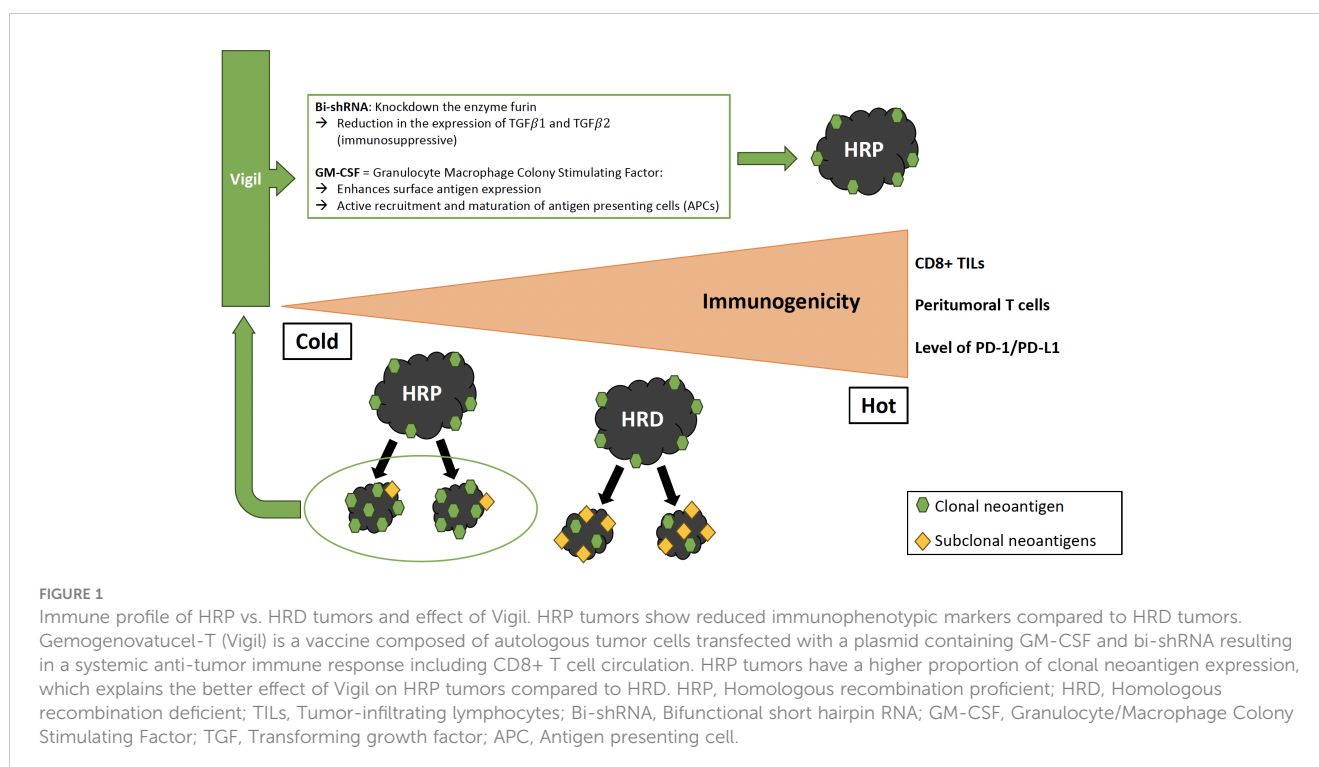 Vigil
Bi-shRNA: Knockdown the enzyme furin
→ Reduction in the expression of TGFβ1 and TGFβ2
(immunosuppressive)
GM-CSF = Granulocyte Macrophage Colony Stimulating Factor:
→ Enhances surface antigen expression
→ Active recruitment and maturation of antigen presenting cells (APCs)
HRP
Immunogenicity
CD8+ TILs
Peritumoral T cells
Level of PD-1/PD-L1
Cold
Hot
HRP
HRD
Clonal neoantigen
Subclonal neoantigens
FIGURE 1
Immune profile of HRP vs. HRD tumors and effect of Vigil. HRP tumors show reduced immunophenotypic markers compared to HRD tumors.
Gemogenovatucel-T (Vigil) is a vaccine composed of autologous tumor cells transfected with a plasmid containing GM-CSF and bi-shRNA resulting
in a systemic anti-tumor immune response including CD8+ T cell circulation. HRP tumors have a higher proportion of clonal neoantigen expression,
which explains the better effect of Vigil on HRP tumors compared to HRD. HRP, Homologous recombination proficient; HRD, Homologous
recombination deficient; TILs, Tumor-infiltrating lymphocytes; Bi-shRNA, Bifunctional short hairpin RNA; GM-CSF, Granulocyte/Macrophage Colony
Stimulating Factor; TGF, Transforming growth factor; APC, Antigen presenting cell.